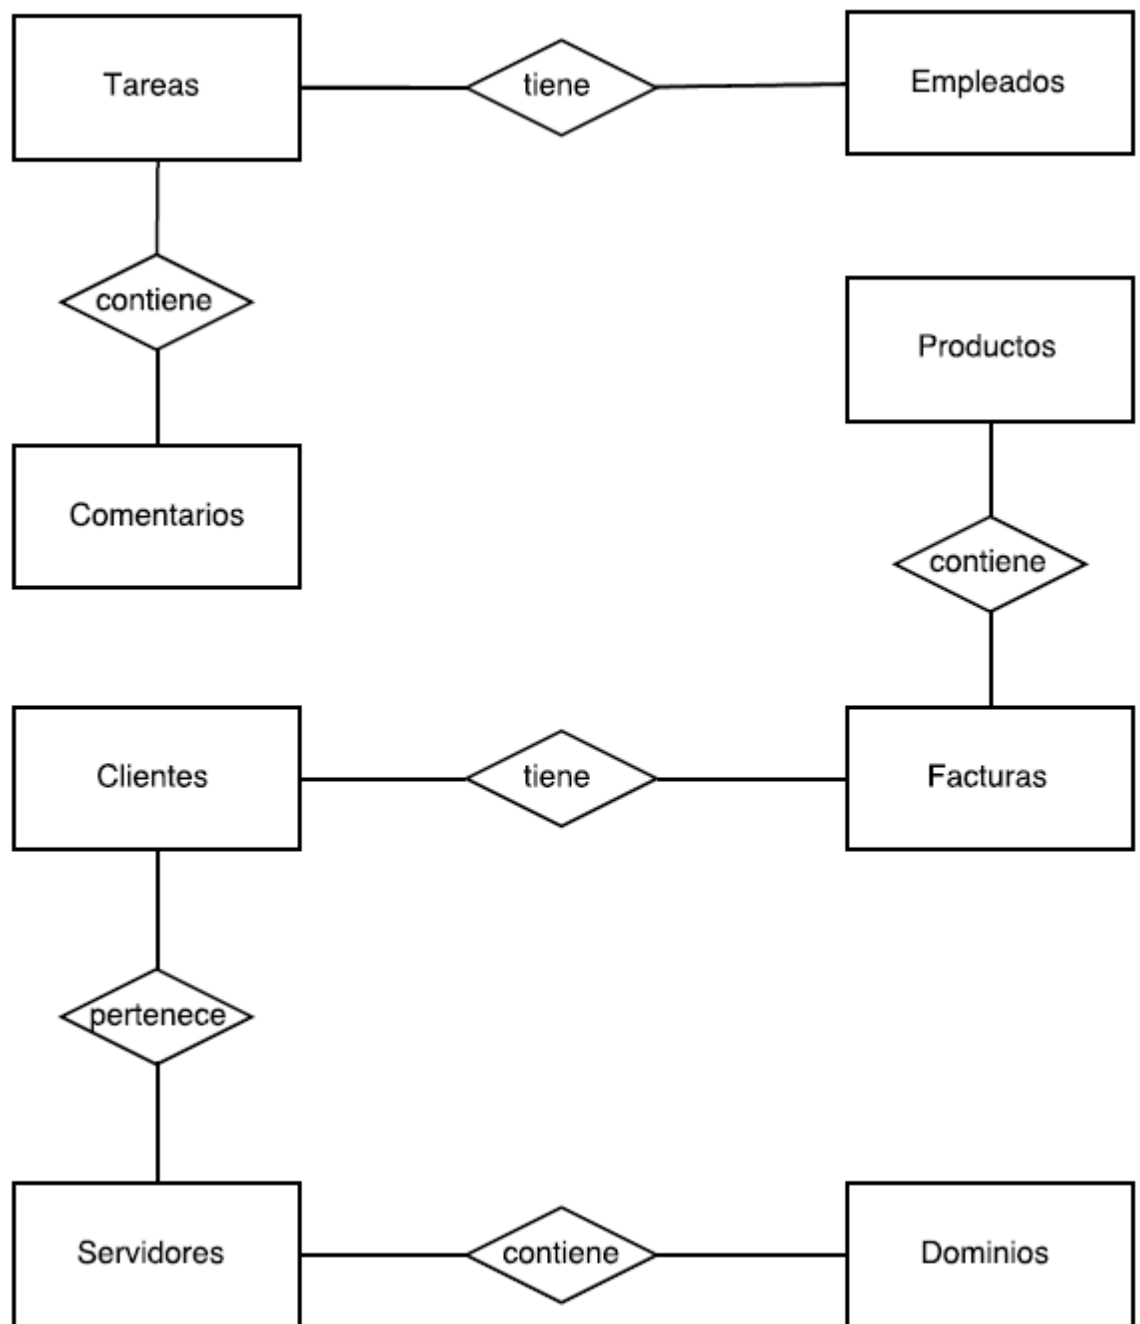 Tareas
tiene
Empleados
contiene
Productos
Comentarios
contiene
Clientes
tiene
Facturas
pertenece
Servidores
contiene
Dominios